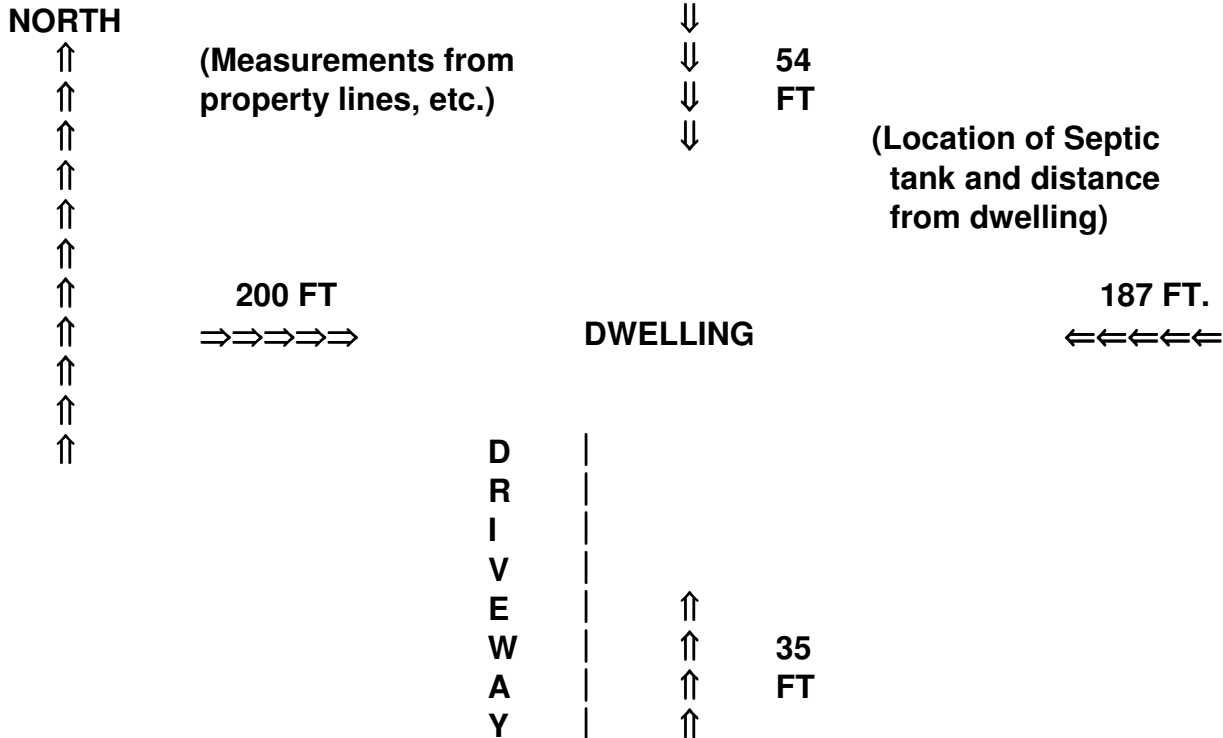 NORTH ⇓
⇑ (Measurements from ⇓ 54
⇑ property lines, etc.) ⇓ FT
⇑ ⇓ (Location of Septic
⇑ tank and distance
⇑ from dwelling)
⇑
⇑ 200 FT 187 FT.
⇑ ⇒⇒⇒⇒⇒ DWELLING ⇐⇐⇐⇐⇐
⇑
⇑
⇑ D |
R |
I |
V |
E | ⇑
W | ⇑ 35
A | ⇑ FT
Y | ⇑